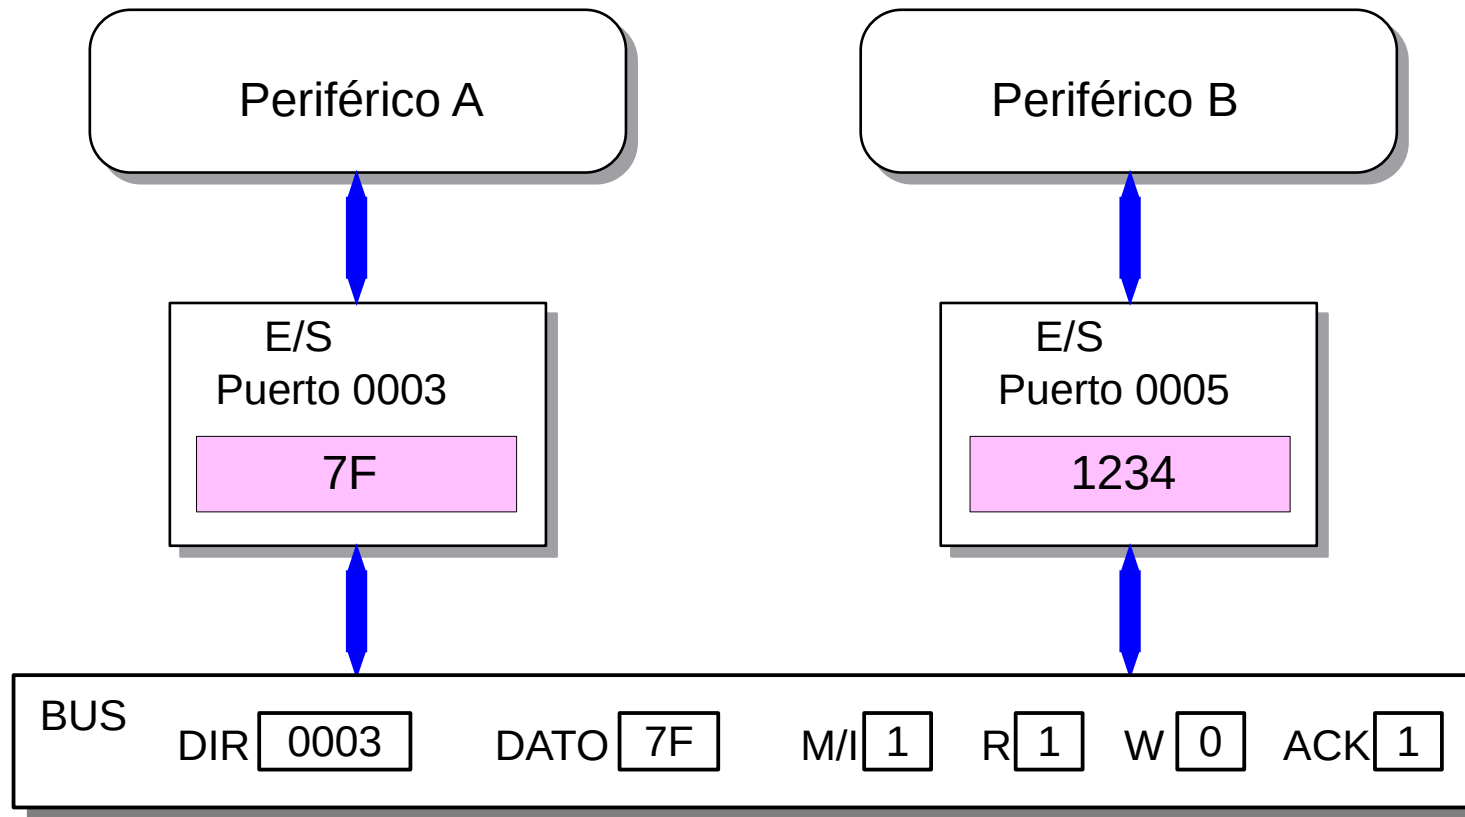 Periférico A
Periférico B
E/S
Puerto 0003
7F
E/S
Puerto 0005
1234
BUS
DIR 0003 DATO 7F M/I 1 R 1 W 0 ACK 1